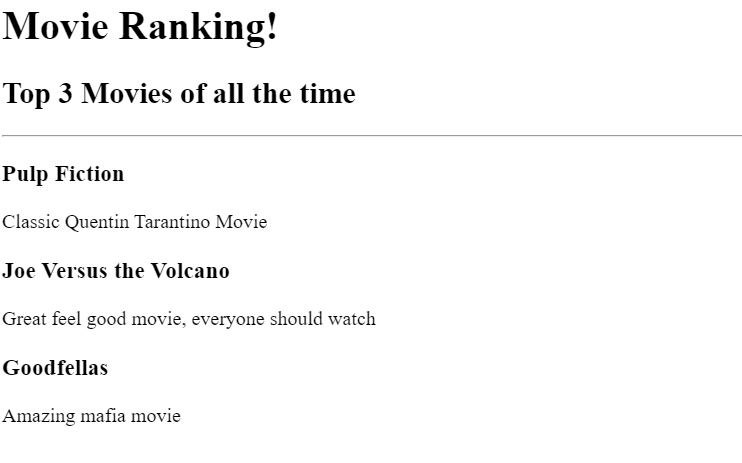 Movie Ranking!
Top 3 Movies of all the time
Pulp Fiction
Classic Quentin Tarantino Movie
Joe Versus the Volcano
Great feel good movie, everyone should watch
Goodfellas
Amazing mafia movie